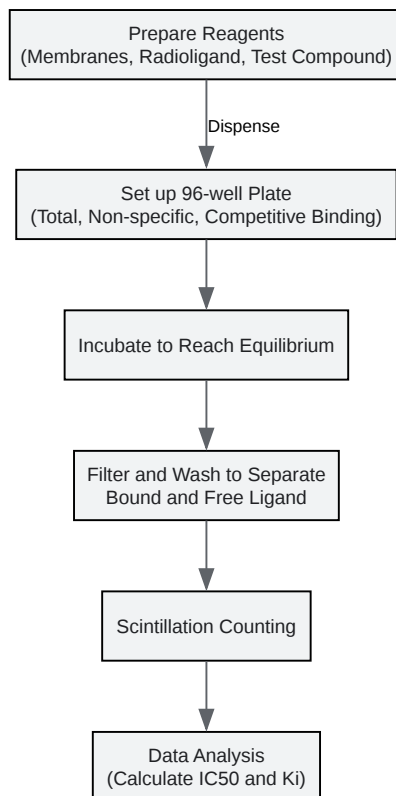 Prepare Reagents
(Membranes, Radioligand, Test Compound)
Dispense
Set up 96-well Plate
(Total, Non-specific, Competitive Binding)
Incubate to Reach Equilibrium
Filter and Wash to Separate
Bound and Free Ligand
Scintillation Counting
Data Analysis
(Calculate IC50 and Ki)